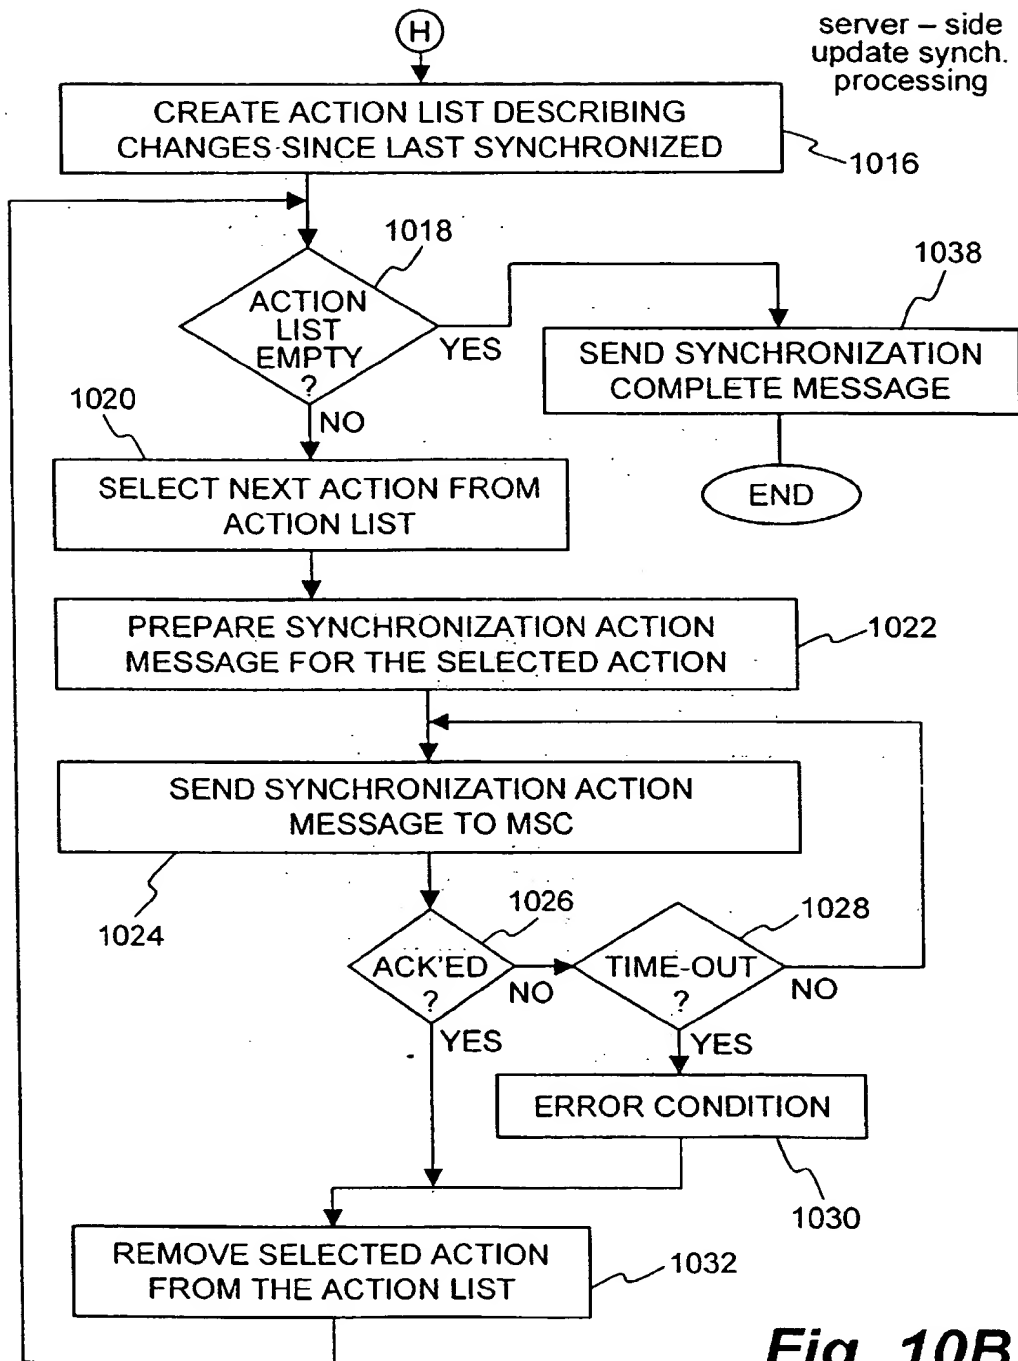 H
server – side
update synch.
processing
CREATE ACTION LIST DESCRIBING
CHANGES SINCE LAST SYNCHRONIZED
1016
1018
ACTION
LIST
EMPTY
?
YES
NO
1038
SEND SYNCHRONIZATION
COMPLETE MESSAGE
END
1020
SELECT NEXT ACTION FROM
ACTION LIST
PREPARE SYNCHRONIZATION ACTION
MESSAGE FOR THE SELECTED ACTION
1022
SEND SYNCHRONIZATION ACTION
MESSAGE TO MSC
1024
1026
ACK'ED
?
NO
YES
1028
TIME-OUT
?
NO
YES
ERROR CONDITION
1030
REMOVE SELECTED ACTION
FROM THE ACTION LIST
1032
Fig. 10B